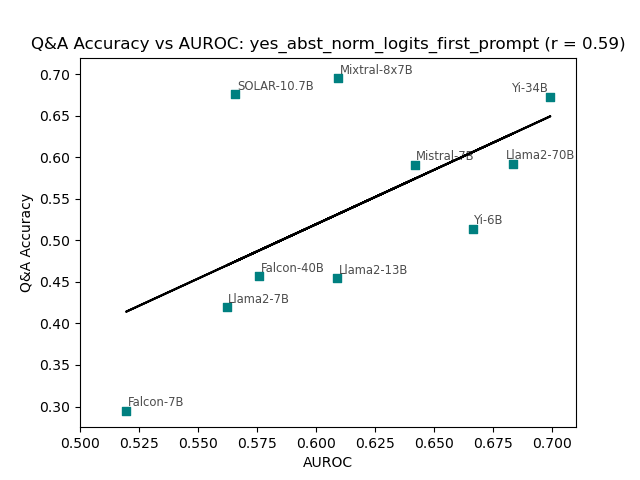 Q&A Accuracy vs AUROC: yes_abst_norm_logits_first_prompt (r = 0.59)
0.70
0.65
0.60
0.55
0.50
0.45
0.40
0.35
0.30
Q&A Accuracy
Mixtral-8x7B
SOLAR-10.7B
Yi-34B
Mistral-7B
Llama2-70B
Yi-6B
Falcon-40B
Llama2-13B
Llama2-7B
Falcon-7B
0.500 0.525 0.550 0.575 0.600 0.625 0.650 0.675 0.700
AUROC